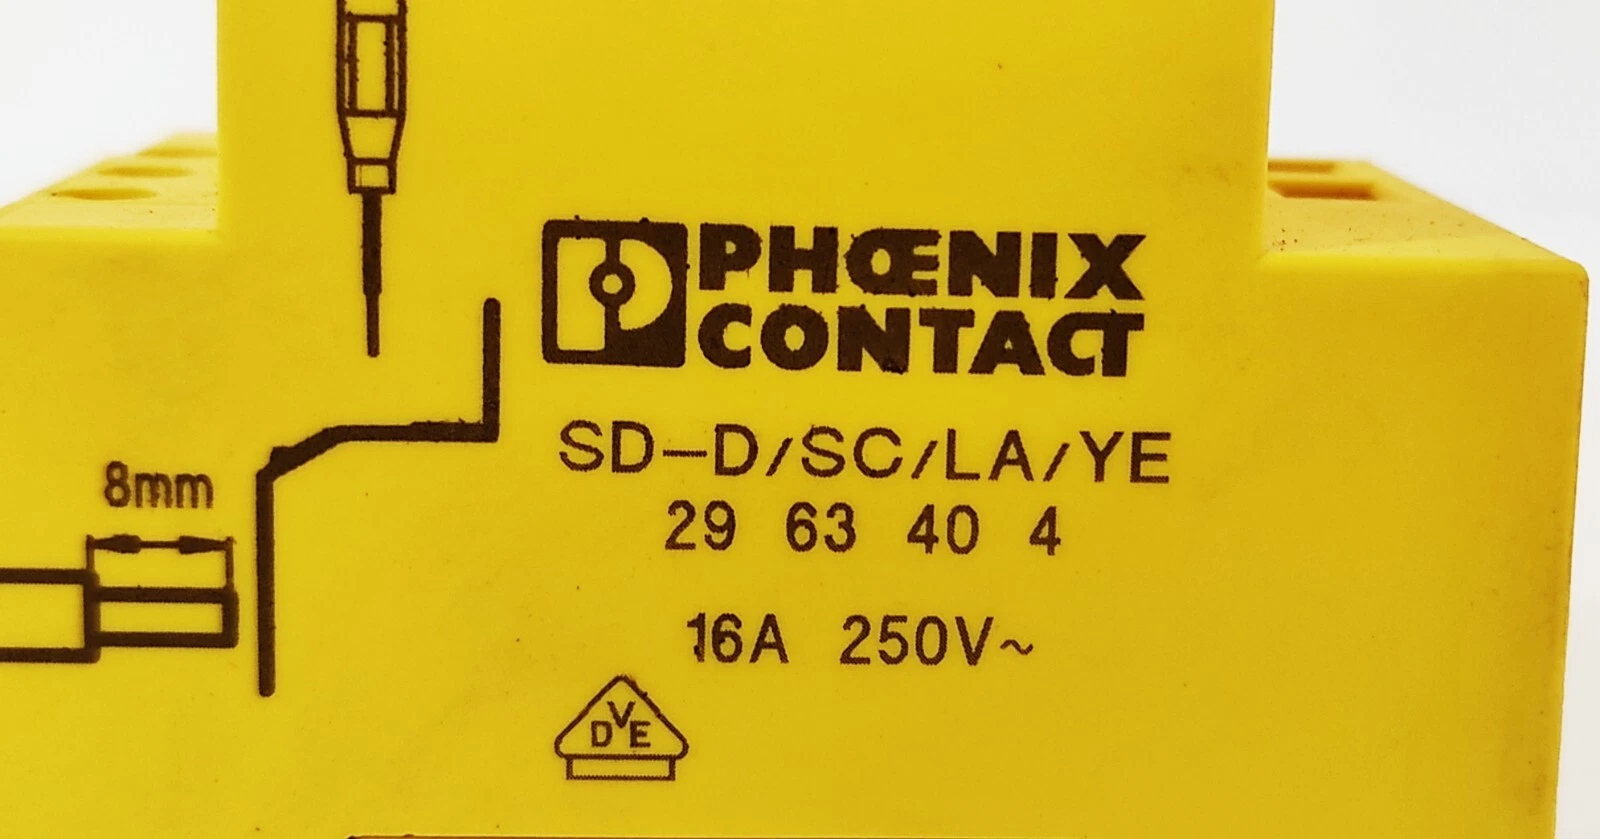 PHŒNIX
CONTACT
SD-D/SC/LA/YE
29 63 40 4
8mm
16A 250V~
DVE